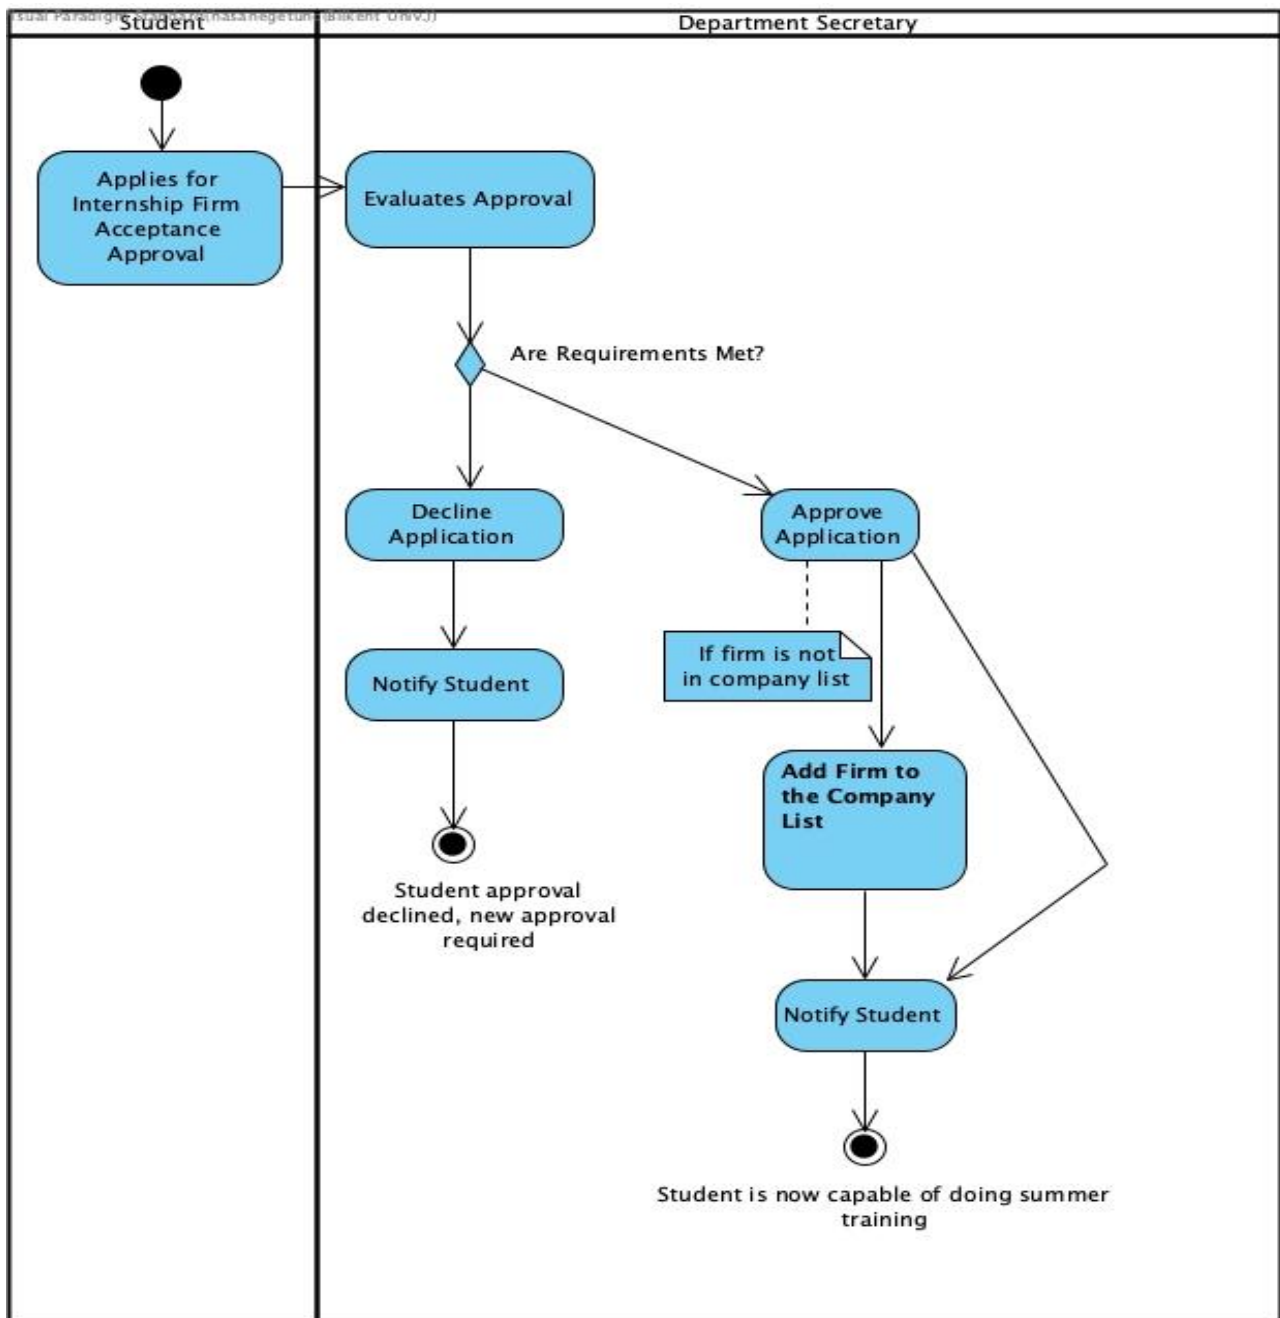 Student
Department Secretary
Applies for
Internship Firm
Acceptance
Approval
Evaluates Approval
Are Requirements Met?
Decline
Application
Approve
Application
If firm is not
in company list
Notify Student
Add Firm to
the Company
List
Student approval
declined, new approval
required
Notify Student
Student is now capable of doing summer
training